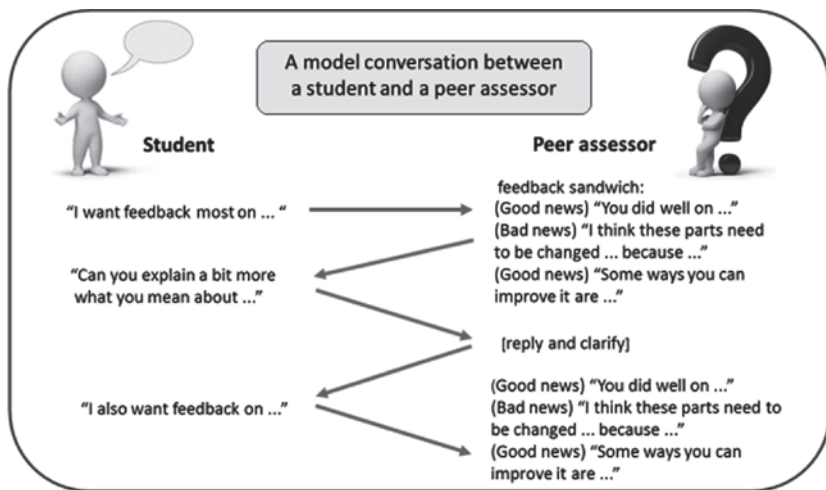 A model conversation between
a student and a peer assessor
Student
Peer assessor
“I want feedback most on ... “
feedback sandwich:
(Good news) “You did well on ...”
(Bad news) “I think these parts need
to be changed ... because ...”
(Good news) “Some ways you can
improve it are ...”
“Can you explain a bit more
what you mean about ...”
[reply and clarify]
“I also want feedback on ...”
(Good news) “You did well on ...”
(Bad news) “I think these parts need to
be changed ... because ...”
(Good news) “Some ways you can
improve it are ...”